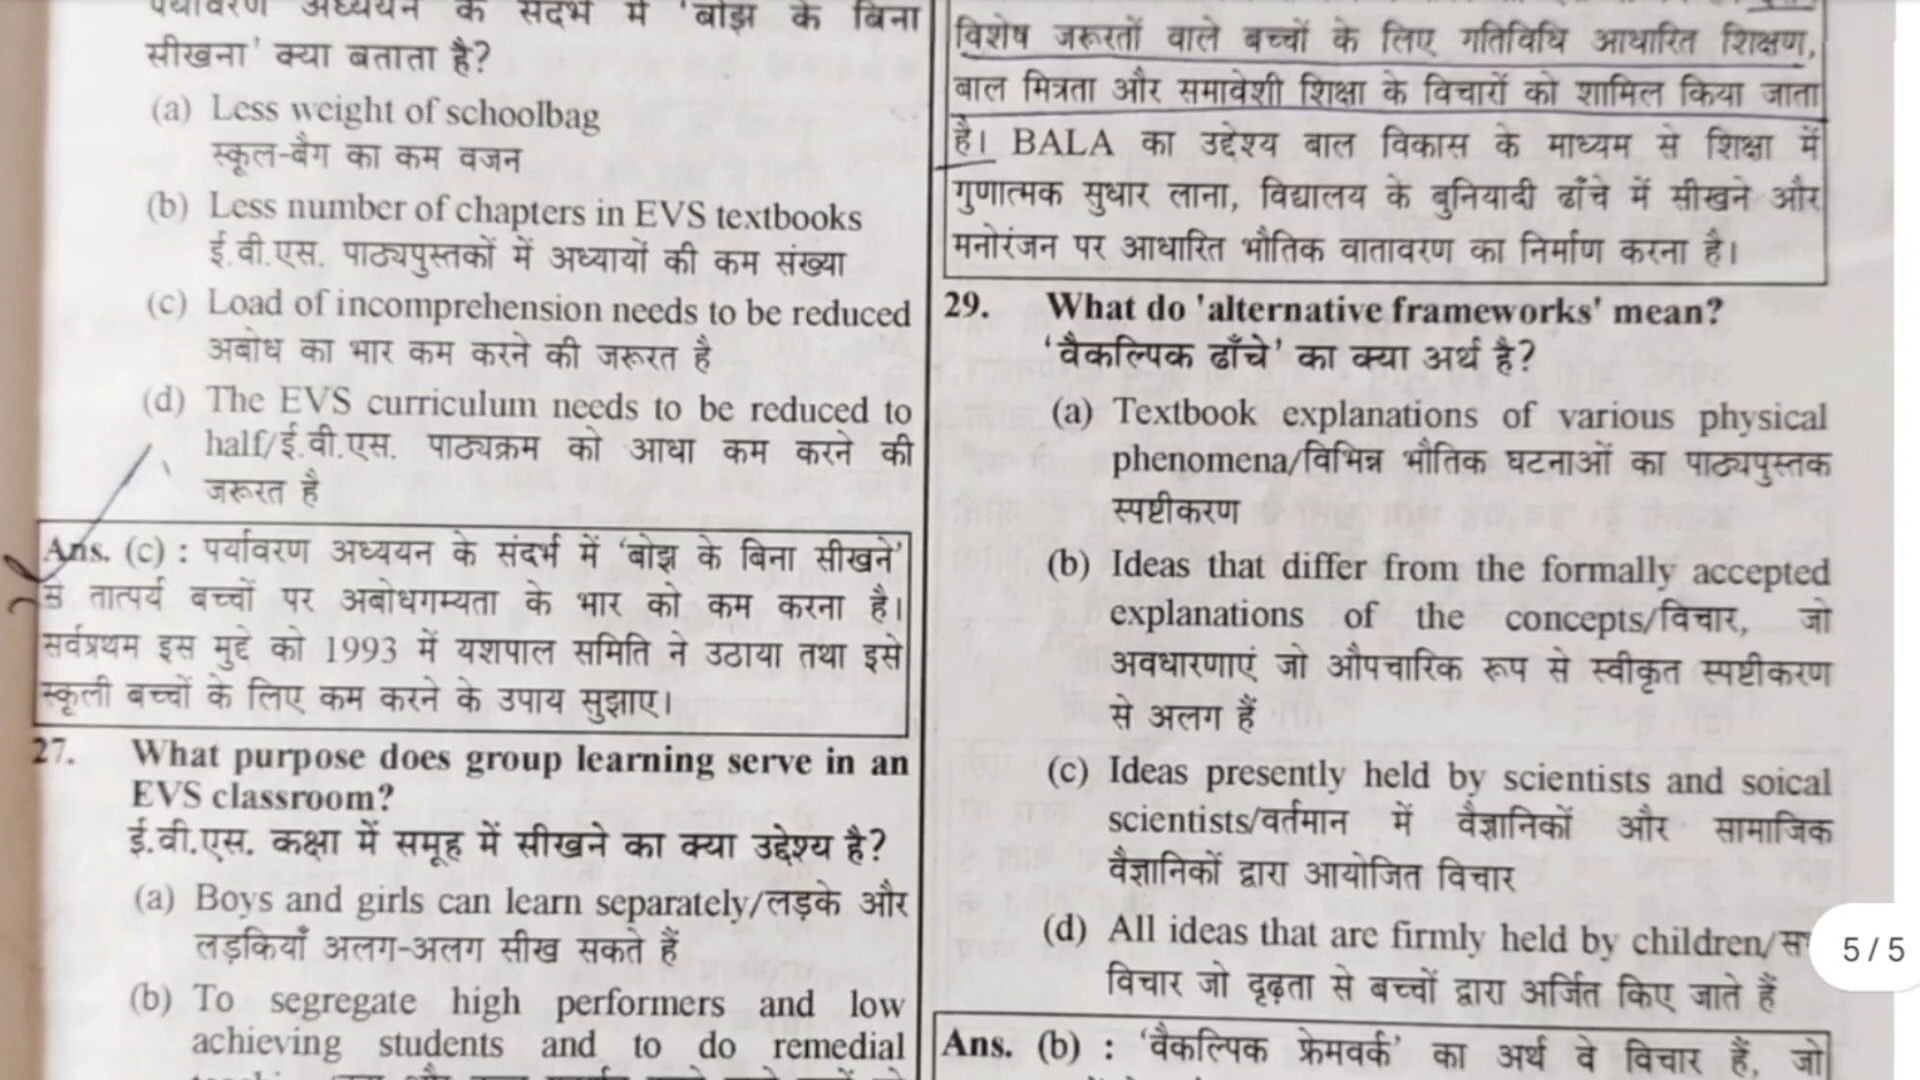 पर्यावरण अध्ययन के संदर्भ में 'बोझ के बिना
सीखना' क्या बताता है?
(a) Less weight of schoolbag
स्कूल-बैग का कम वजन
(b) Less number of chapters in EVS textbooks
ई.वी.एस. पाठ्यपुस्तकों में अध्यायों की कम संख्या
(c) Load of incomprehension needs to be reduced
अबोध का भार कम करने की जरूरत है
(d) The EVS curriculum needs to be reduced to
half/ई.वी.एस. पाठ्यक्रम को आधा कम करने की
जरूरत है
Ans. (c) : पर्यावरण अध्ययन के संदर्भ में 'बोझ के बिना सीखने'
से तात्पर्य बच्चों पर अबोधगम्यता के भार को कम करना है।
सर्वप्रथम इस मुद्दे को 1993 में यशपाल समिति ने उठाया तथा इसे
स्कूली बच्चों के लिए कम करने के उपाय सुझाए।
27. What purpose does group learning serve in an
EVS classroom?
ई.वी.एस. कक्षा में समूह में सीखने का क्या उद्देश्य है?
(a) Boys and girls can learn separately/लड़के और
लड़कियाँ अलग-अलग सीख सकते हैं
(b) To segregate high performers and low
achieving students and to do remedial
विशेष जरूरतों वाले बच्चों के लिए गतिविधि आधारित शिक्षण,
बाल मित्रता और समावेशी शिक्षा के विचारों को शामिल किया जाता
है। BALA का उद्देश्य बाल विकास के माध्यम से शिक्षा में
गुणात्मक सुधार लाना, विद्यालय के बुनियादी ढाँचे में सीखने और
मनोरंजन पर आधारित भौतिक वातावरण का निर्माण करना है।
29. What do 'alternative frameworks' mean?
'वैकल्पिक ढाँचे' का क्या अर्थ है?
(a) Textbook explanations of various physical
phenomena/विभिन्न भौतिक घटनाओं का पाठ्यपुस्तक
स्पष्टीकरण
(b) Ideas that differ from the formally accepted
explanations of the concepts/विचार, जो
अवधारणाएं जो औपचारिक रूप से स्वीकृत स्पष्टीकरण
से अलग हैं
(c) Ideas presently held by scientists and soical
scientists/वर्तमान में वैज्ञानिकों और सामाजिक
वैज्ञानिकों द्वारा आयोजित विचार
(d) All ideas that are firmly held by children/
विचार जो दृढ़ता से बच्चों द्वारा अर्जित किए जाते हैं
5 / 5
Ans. (b) : 'वैकल्पिक फ्रेमवर्क' का अर्थ वे विचार हैं, जो